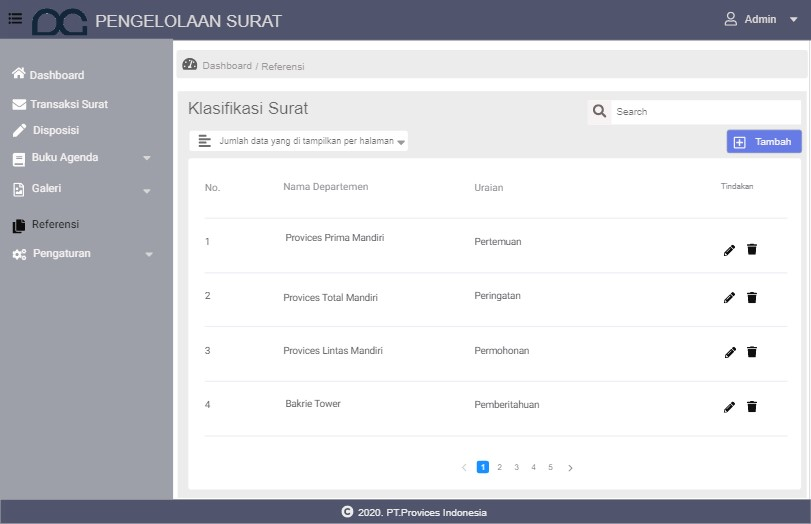 PENGELOLAAN SURAT
Admin
Dashboard
Transaksi Surat
Disposisi
Buku Agenda
Galeri
Referensi
Pengaturan
Dashboard / Referensi
Klasifikasi Surat
Search
Jumlah data yang di tampilkan per halaman
Tambah
No. Nama Departemen Uraian Tindakan
1 Provices Prima Mandiri Pertemuan
2 Provices Total Mandiri Peringatan
3 Provices Lintas Mandiri Permohonan
4 Bakrie Tower Pemberitahuan
< 1 2 3 4 5 >
2020. PT.Provices Indonesia